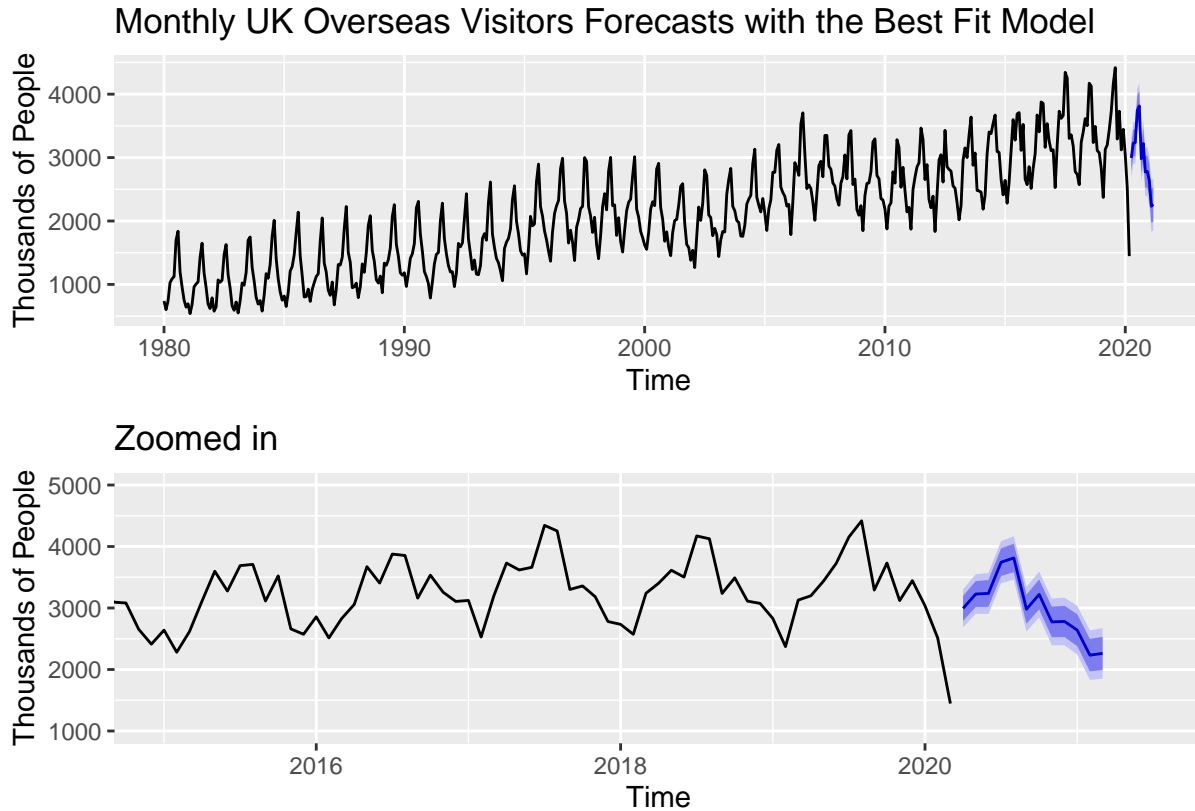 Monthly UK Overseas Visitors Forecasts with the Best Fit Model
Thousands of People
4000
3000
2000
1000
1980 1990 2000 2010 2020
Time
Zoomed in
Thousands of People
5000
4000
3000
2000
1000
2016 2018 2020
Time